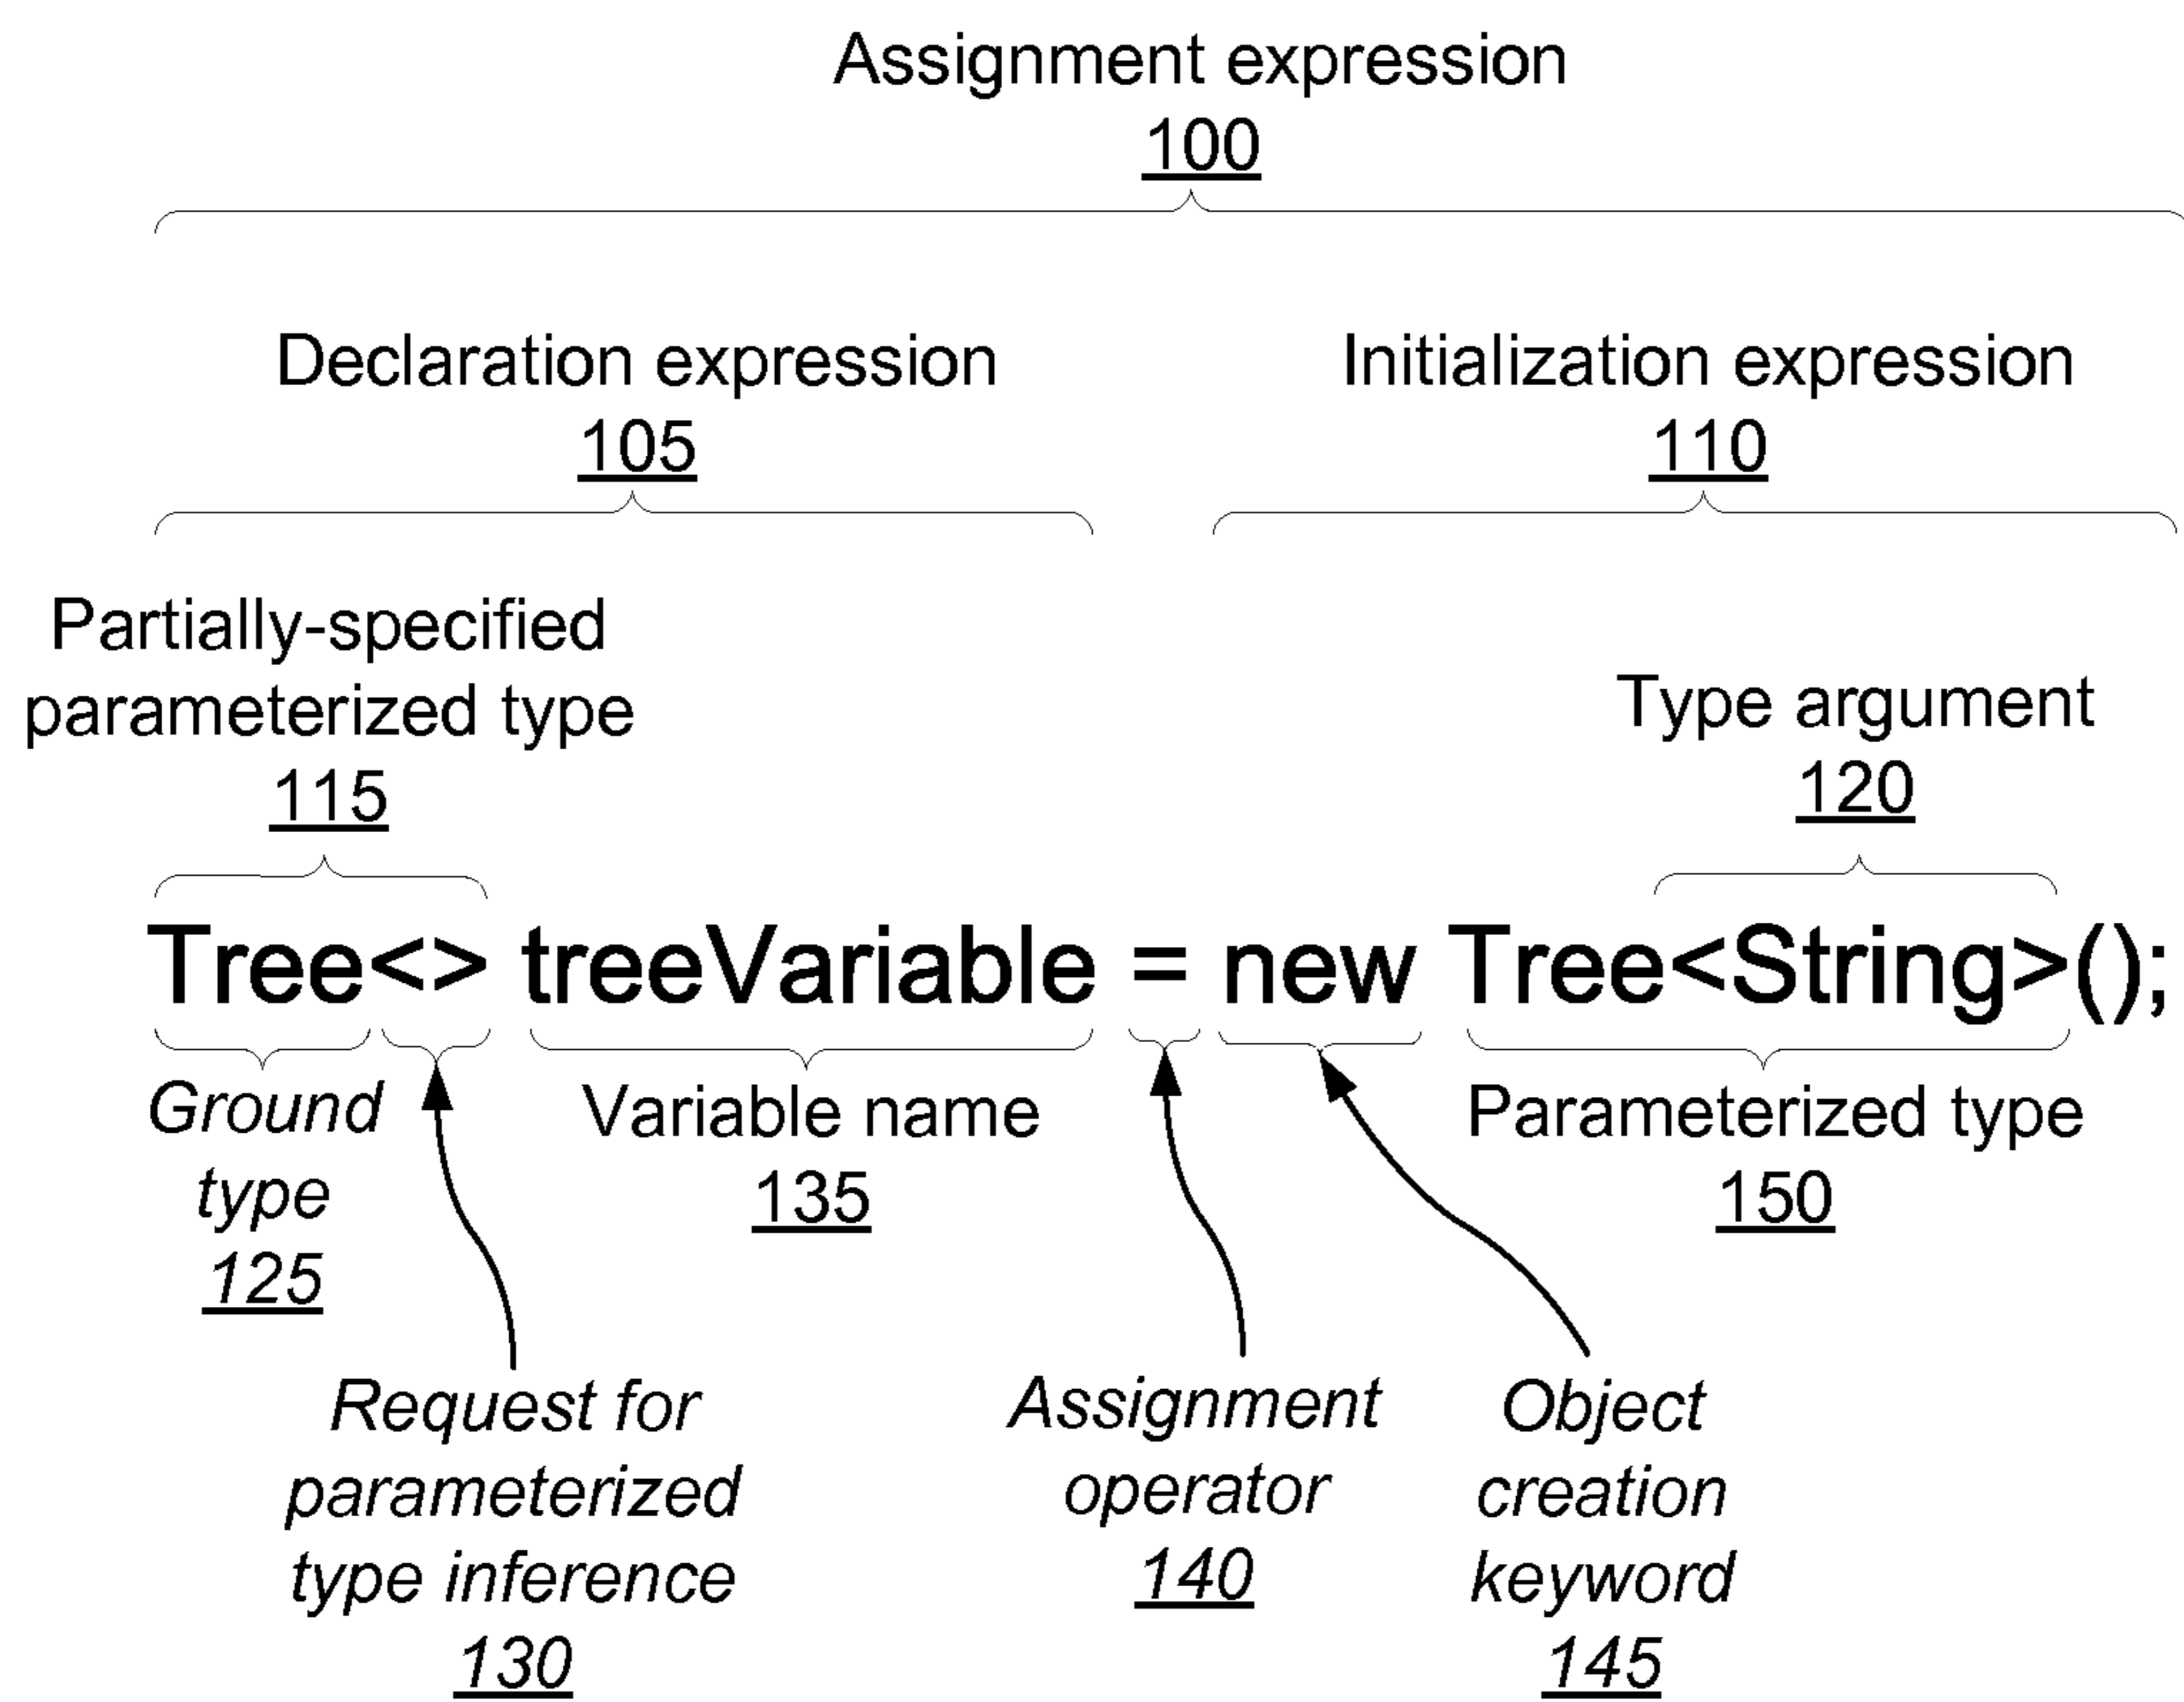 Assignment expression
100
Declaration expression
105
Initialization expression
110
Partially-specified
parameterized type
115
Type argument
120
Tree<> treeVariable = new Tree<String>();
Ground
type
125
Variable name
135
Parameterized type
150
Request for
parameterized
type inference
130
Assignment
operator
140
Object
creation
keyword
145